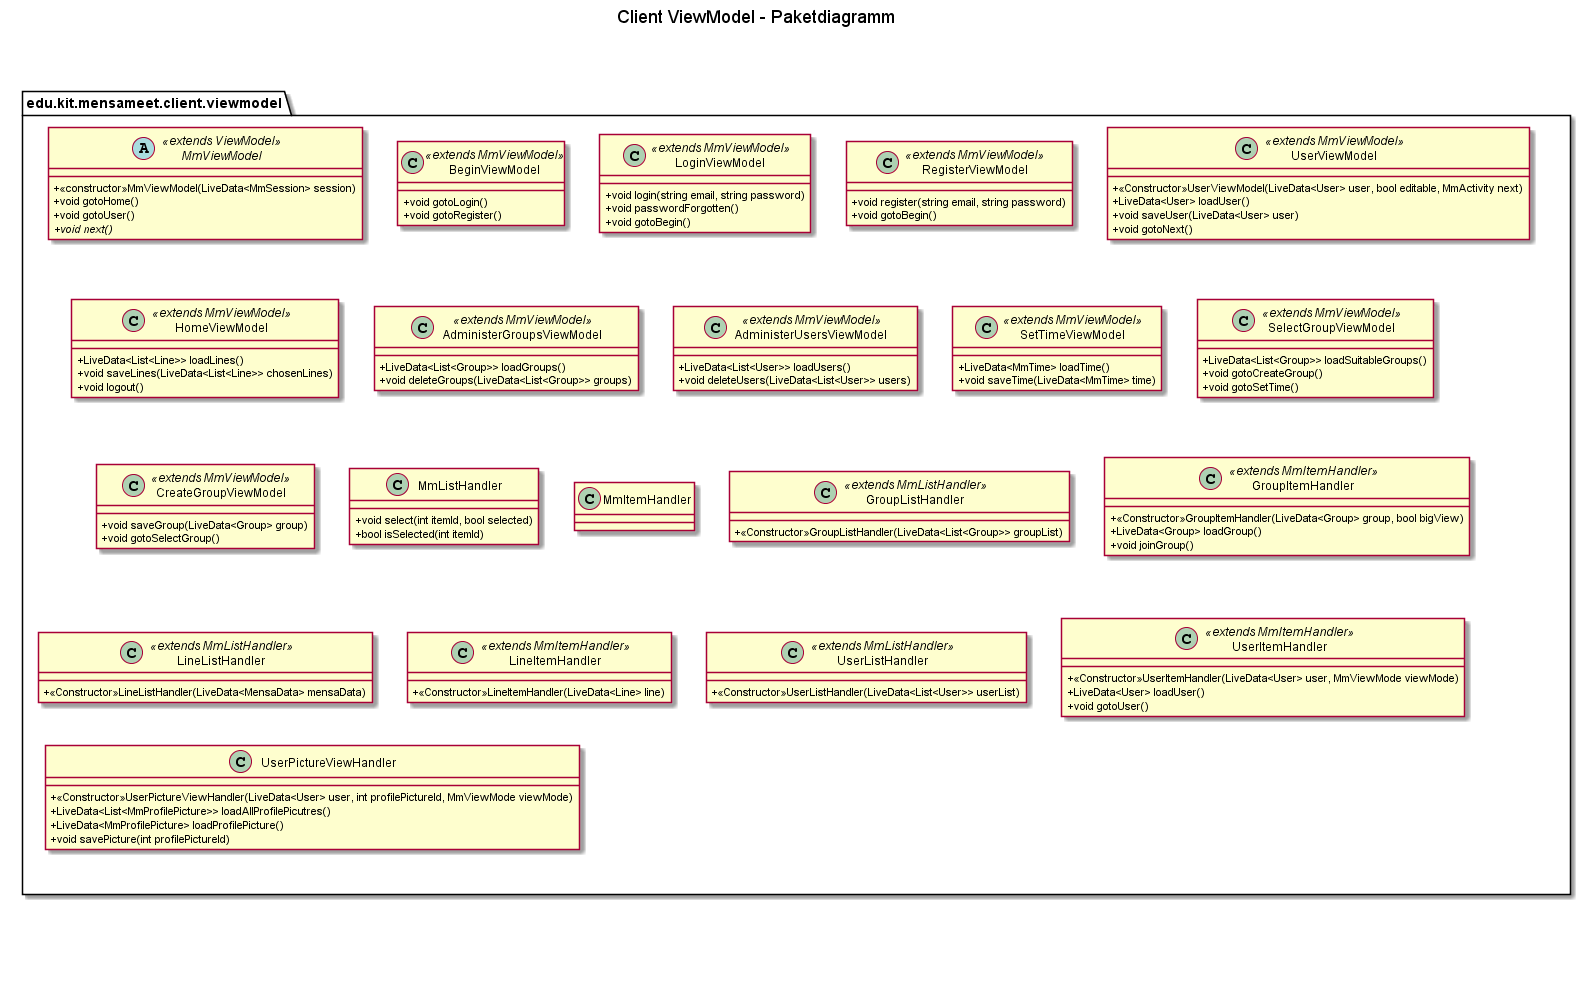 Client ViewModel - Paketdiagramm
edu.kit.mensameet.client.viewmodel
A
«extends ViewModel»
MmViewModel
+«constructor»MmViewModel(LiveData<MmSession> session)
+void gotoHome()
+void gotoUser()
+void next()
C
«extends MmViewModel»
BeginViewModel
+void gotoLogin()
+void gotoRegister()
C
«extends MmViewModel»
LoginViewModel
+void login(string email, string password)
+void passwordForgotten()
+void gotoBegin()
C
«extends MmViewModel»
RegisterViewModel
+void register(string email, string password)
+void gotoBegin()
C
«extends MmViewModel»
UserViewModel
+«Constructor»UserViewModel(LiveData<User> user, bool editable, MmActivity next)
+LiveData<User> loadUser()
+void saveUser(LiveData<User> user)
+void gotoNext()
C
«extends MmViewModel»
HomeViewModel
+LiveData<List<Line>> loadLines()
+void saveLines(LiveData<List<Line>> chosenLines)
+void logout()
C
«extends MmViewModel»
AdministerGroupsViewModel
+LiveData<List<Group>> loadGroups()
+void deleteGroups(LiveData<List<Group>> groups)
C
«extends MmViewModel»
AdministerUsersViewModel
+LiveData<List<User>> loadUsers()
+void deleteUsers(LiveData<List<User>> users)
C
«extends MmViewModel»
SetTimeViewModel
+LiveData<MmTime> loadTime()
+void saveTime(LiveData<MmTime> time)
C
«extends MmViewModel»
SelectGroupViewModel
+LiveData<List<Group>> loadSuitableGroups()
+void gotoCreateGroup()
+void gotoSetTime()
C
«extends MmViewModel»
CreateGroupViewModel
+void saveGroup(LiveData<Group> group)
+void gotoSelectGroup()
C
MmListHandler
+void select(int itemId, bool selected)
+bool isSelected(int itemId)
C
MmItemHandler
C
«extends MmListHandler»
GroupListHandler
+«Constructor»GroupListHandler(LiveData<List<Group>> groupList)
C
«extends MmItemHandler»
GroupItemHandler
+«Constructor»GroupItemHandler(LiveData<Group> group, bool bigView)
+LiveData<Group> loadGroup()
+void joinGroup()
C
«extends MmListHandler»
LineListHandler
+«Constructor»LineListHandler(LiveData<MensaData> mensaData)
C
«extends MmItemHandler»
LineItemHandler
+«Constructor»LineItemHandler(LiveData<Line> line)
C
«extends MmListHandler»
UserListHandler
+«Constructor»UserListHandler(LiveData<List<User>> userList)
C
«extends MmItemHandler»
UserItemHandler
+«Constructor»UserItemHandler(LiveData<User> user, MmViewMode viewMode)
+LiveData<User> loadUser()
+void gotoUser()
C
UserPictureViewHandler
+«Constructor»UserPictureViewHandler(LiveData<User> user, int profilePictureId, MmViewMode viewMode)
+LiveData<List<MmProfilePicture>> loadAllProfilePicutres()
+LiveData<MmProfilePicture> loadProfilePicture()
+void savePicture(int profilePictureId)